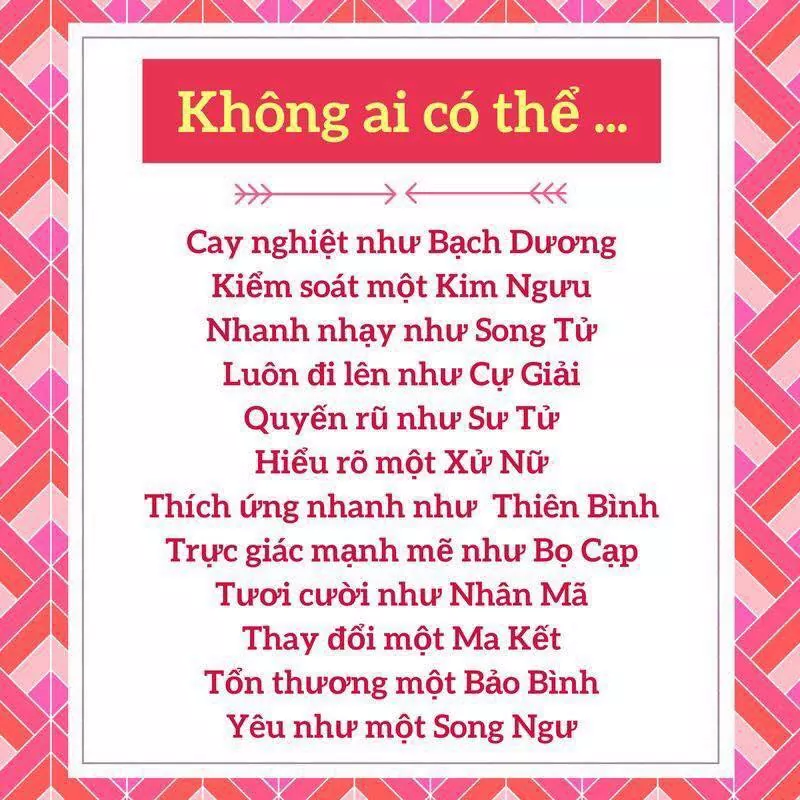 Không ai có thể ...
Cay nghiệt như Bạch Dương
Kiểm soát một Kim Ngưu
Nhanh nhạy như Song Tử
Luôn đi lên như Cự Giải
Quyến rũ như Sư Tử
Hiểu rõ một Xử Nữ
Thích ứng nhanh như Thiên Bình
Trực giác mạnh mẽ như Bọ Cạp
Tươi cười như Nhân Mã
Thay đổi một Ma Kết
Tổn thương một Bảo Bình
Yêu như một Song Ngư